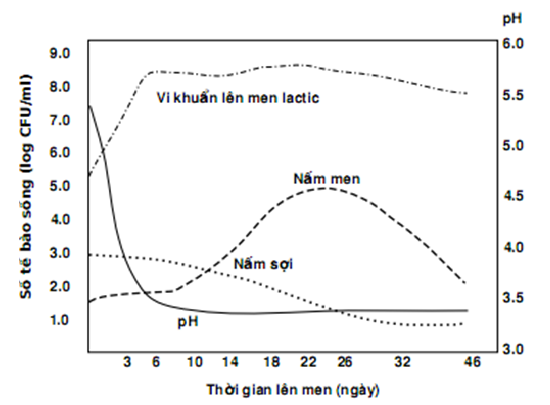 pH
9.0
8.0
7.0
6.0
5.0
3.0
2.0
1.0
Số tế bào sống (log CFU/ml)
6.0
5.5
5.0
4.5
4.0
3.5
3.0
Vi khuẩn lên men lactic
Nấm men
Nấm sợi
pH
3 6 10 14 18 22 26 32 46
Thời gian lên men (ngày)